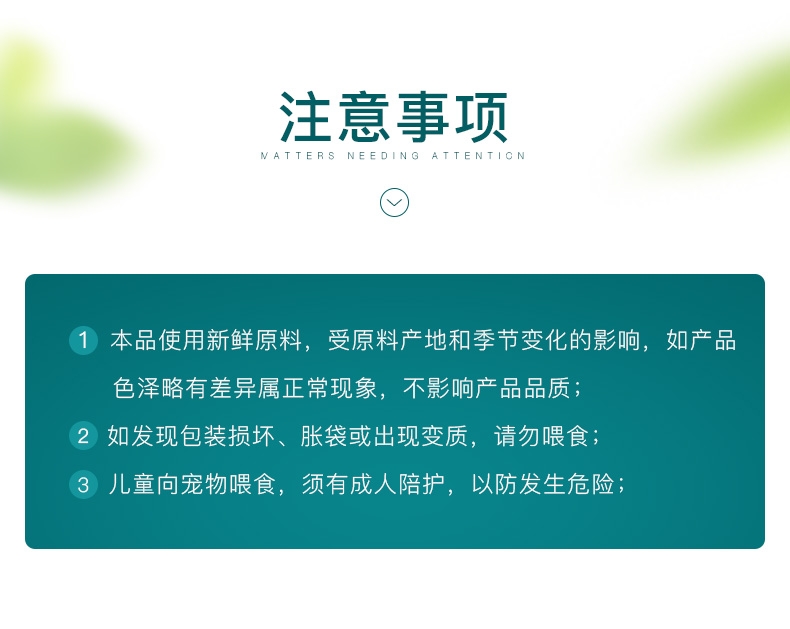 注意事项
MATTERS NEEDING ATTENTION
1 本品使用新鲜原料，受原料产地和季节变化的影响，如产品
色泽略有差异属正常现象，不影响产品品质；
2 如发现包装损坏、胀袋或出现变质，请勿喂食；
3 儿童向宠物喂食，须有成人陪护，以防发生危险；